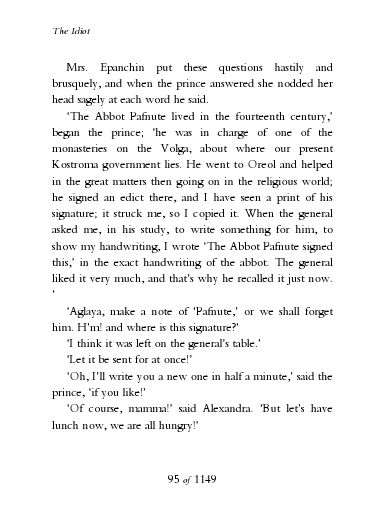 The Idiot
Mrs. Epanchin put these questions hastily and
brusquely, and when the prince answered she nodded her
head sagely at each word he said.
‘The Abbot Pafnute lived in the fourteenth century,’
began the prince; ‘he was in charge of one of the
monasteries on the Volga, about where our present
Kostroma government lies. He went to Oreol and helped
in the great matters then going on in the religious world;
he signed an edict there, and I have seen a print of his
signature; it struck me, so I copied it. When the general
asked me, in his study, to write something for him, to
show my handwriting, I wrote ‘The Abbot Pafnute signed
this,’ in the exact handwriting of the abbot. The general
liked it very much, and that’s why he recalled it just now.
‘
‘Aglaya, make a note of ‘Pafnute,’ or we shall forget
him. H’m! and where is this signature?’
‘I think it was left on the general’s table.’
‘Let it be sent for at once!’
‘Oh, I’ll write you a new one in half a minute,’ said the
prince, ‘if you like!’
‘Of course, mamma!’ said Alexandra. ‘But let’s have
lunch now, we are all hungry!’
95 of 1149